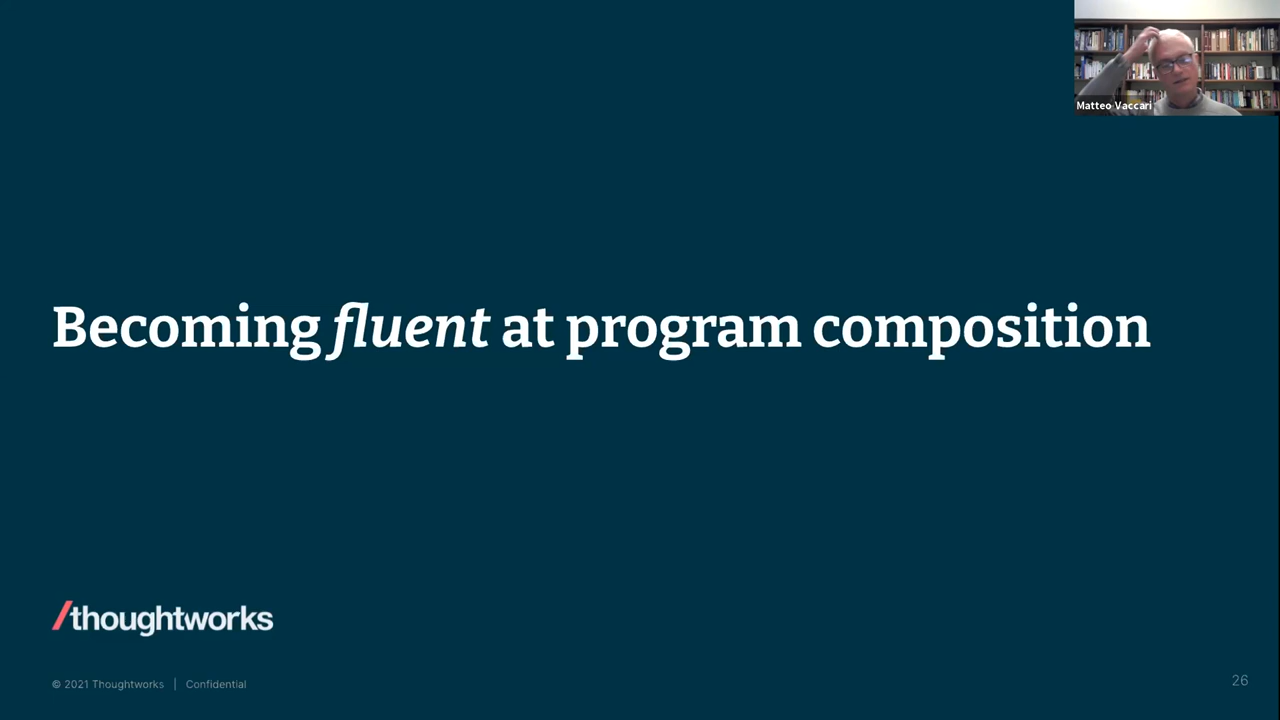 Matteo Vaccari
Becoming fluent at program composition
/thoughtworks
© 2021 Thoughtworks | Confidential
26